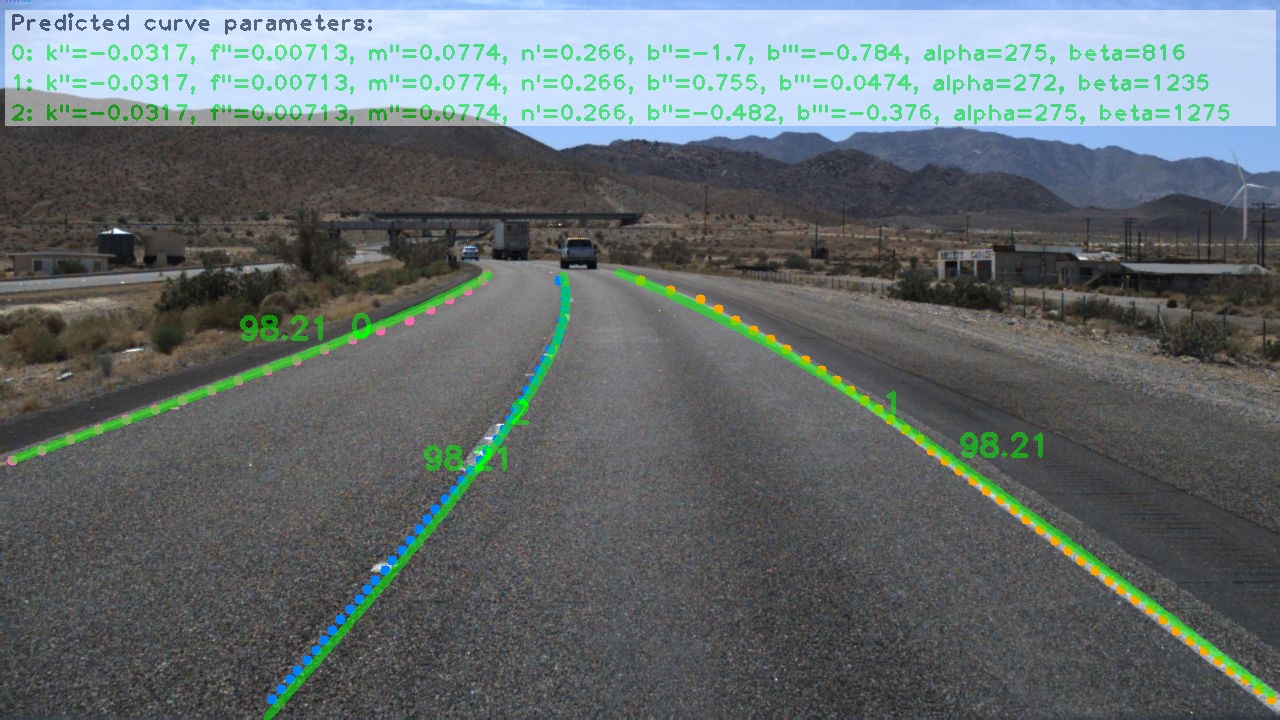 Predicted curve parameters:
0: k''=-0.0317, f''=0.00713, m''=0.0774, n'=0.266, b''=-1.7, b'''=-0.784, alpha=275, beta=816
1: k''=-0.0317, f''=0.00713, m''=0.0774, n'=0.266, b''=0.755, b'''=0.0474, alpha=272, beta=1235
2: k''=-0.0317, f''=0.00713, m''=0.0774, n'=0.266, b''=-0.482, b'''=-0.376, alpha=275, beta=1275
98.21 0
1
2
98.21
98.21